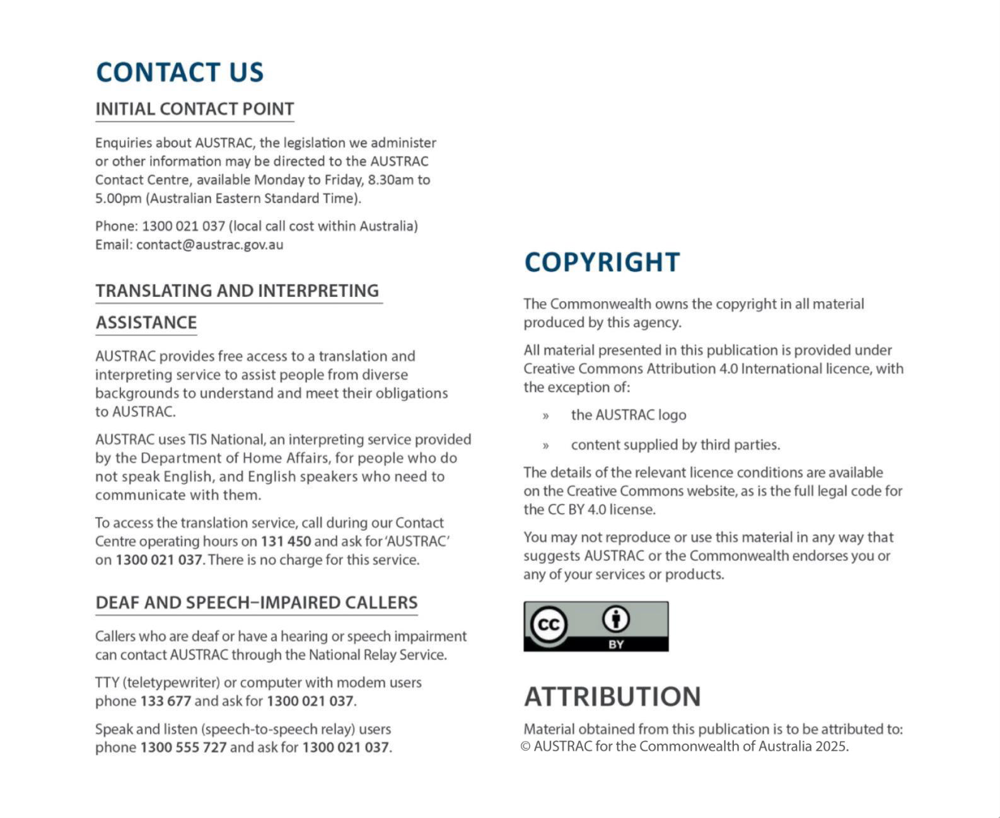 CONTACT US
INITIAL CONTACT POINT
Enquiries about AUSTRAC, the legislation we administer
or other information may be directed to the AUSTRAC
Contact Centre, available Monday to Friday, 8.30am to
5.00pm (Australian Eastern Standard Time).
Phone: 1300 021 037 (local call cost within Australia)
Email: contact@austrac.gov.au
TRANSLATING AND INTERPRETING
ASSISTANCE
AUSTRAC provides free access to a translation and
interpreting service to assist people from diverse
backgrounds to understand and meet their obligations
to AUSTRAC.
AUSTRAC uses TIS National, an interpreting service provided
by the Department of Home Affairs, for people who do
not speak English, and English speakers who need to
communicate with them.
To access the translation service, call during our Contact
Centre operating hours on 131 450 and ask for ‘AUSTRAC’
on 1300 021 037. There is no charge for this service.
DEAF AND SPEECH–IMPAIRED CALLERS
Callers who are deaf or have a hearing or speech impairment
can contact AUSTRAC through the National Relay Service.
TTY (teletypewriter) or computer with modem users
phone 133 677 and ask for 1300 021 037.
Speak and listen (speech-to-speech relay) users
phone 1300 555 727 and ask for 1300 021 037.
COPYRIGHT
The Commonwealth owns the copyright in all material
produced by this agency.
All material presented in this publication is provided under
Creative Commons Attribution 4.0 International licence, with
the exception of:
» the AUSTRAC logo
» content supplied by third parties.
The details of the relevant licence conditions are available
on the Creative Commons website, as is the full legal code for
the CC BY 4.0 license.
You may not reproduce or use this material in any way that
suggests AUSTRAC or the Commonwealth endorses you or
any of your services or products.
CC
BY
ATTRIBUTION
Material obtained from this publication is to be attributed to:
© AUSTRAC for the Commonwealth of Australia 2025.